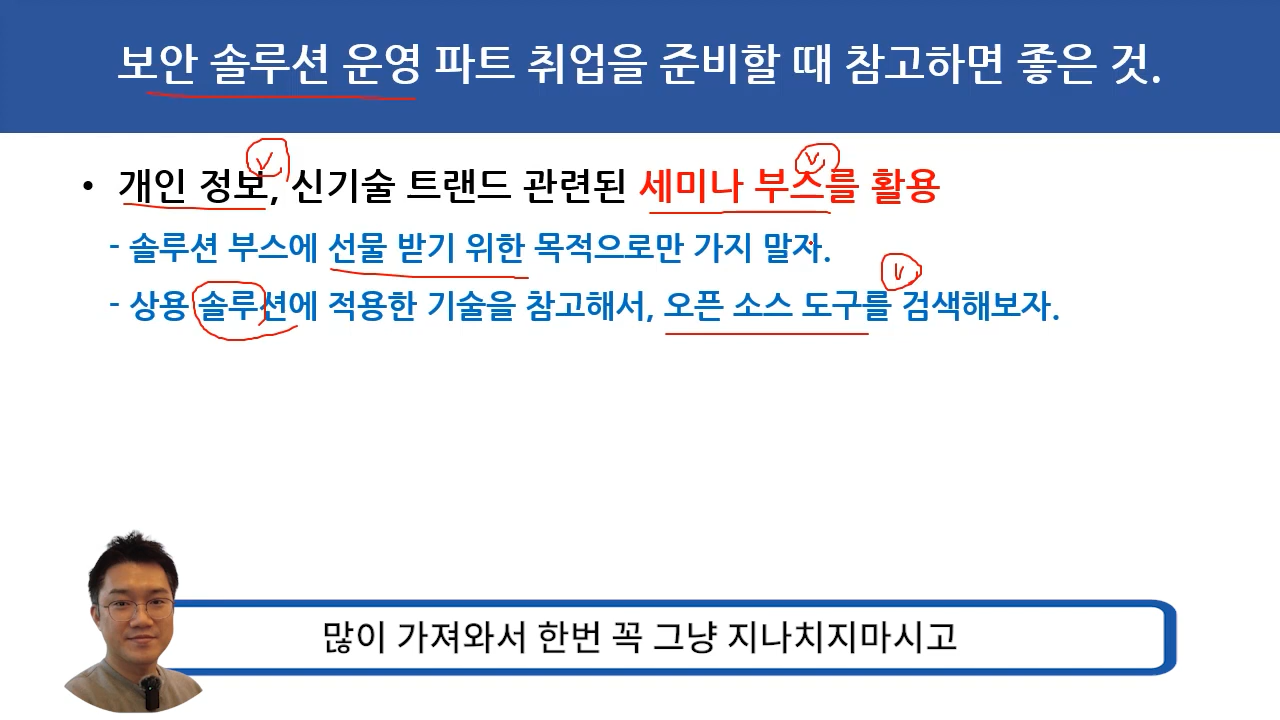 보안 솔루션 운영 파트 취업을 준비할 때 참고하면 좋은 것.
• 개인 정보, 신기술 트랜드 관련된 세미나 부스를 활용
- 솔루션 부스에 선물 받기 위한 목적으로만 가지 말자.
- 상용 솔루션에 적용한 기술을 참고해서, 오픈 소스 도구를 검색해보자.
많이 가져와서 한번 꼭 그냥 지나치지마시고